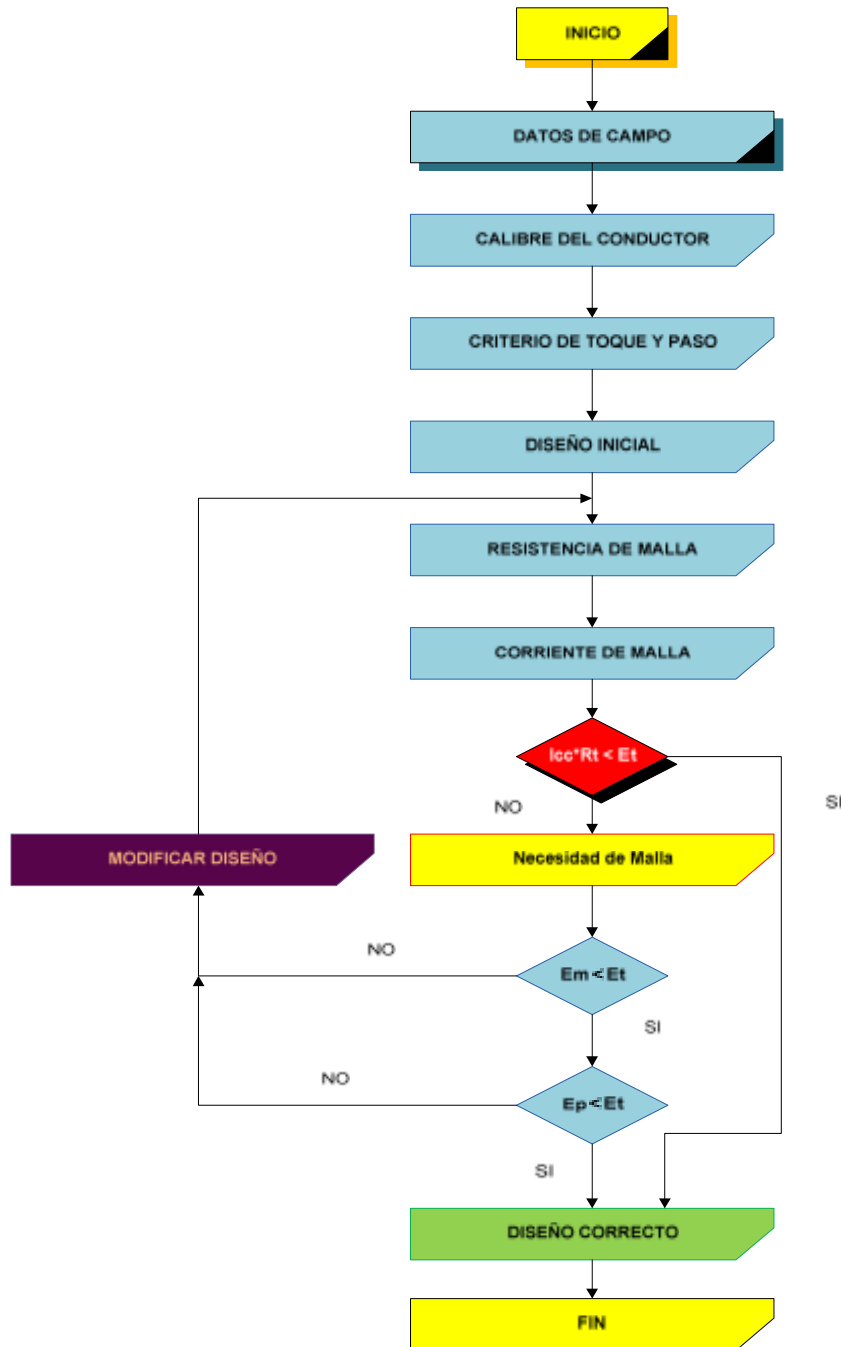 INICIO
DATOS DE CAMPO
CALIBRE DEL CONDUCTOR
CRITERIO DE TOQUE Y PASO
DISEÑO INICIAL
RESISTENCIA DE MALLA
CORRIENTE DE MALLA
Icc*Rt < Et
NO
SI
MODIFICAR DISEÑO
Necesidad de Malla
NO
Em < Et
SI
NO
Ep < Et
SI
DISEÑO CORRECTO
FIN